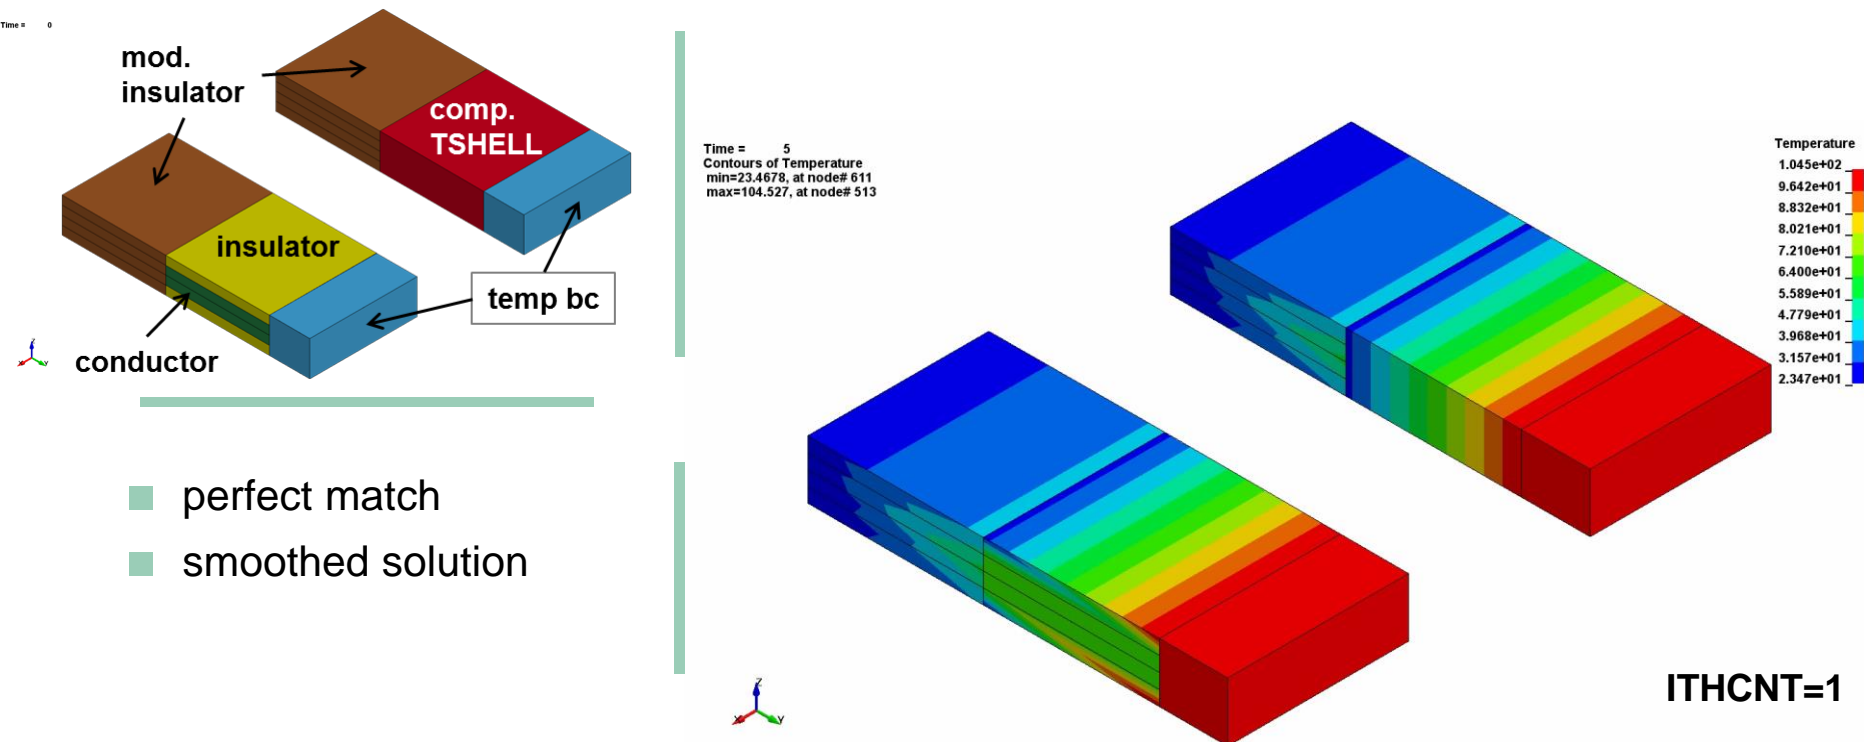 Time = 0
mod.
insulator
comp.
TSHELL
insulator
temp bc
conductor
Z
X
Y
perfect match
smoothed solution
Time = 5
Contours of Temperature
min=23.4678, at node# 611
max=104.527, at node# 513
Temperature
1.045e+02
9.642e+01
8.832e+01
8.021e+01
7.210e+01
6.400e+01
5.589e+01
4.779e+01
3.968e+01
3.157e+01
2.347e+01
Z
X
Y
ITHCNT=1